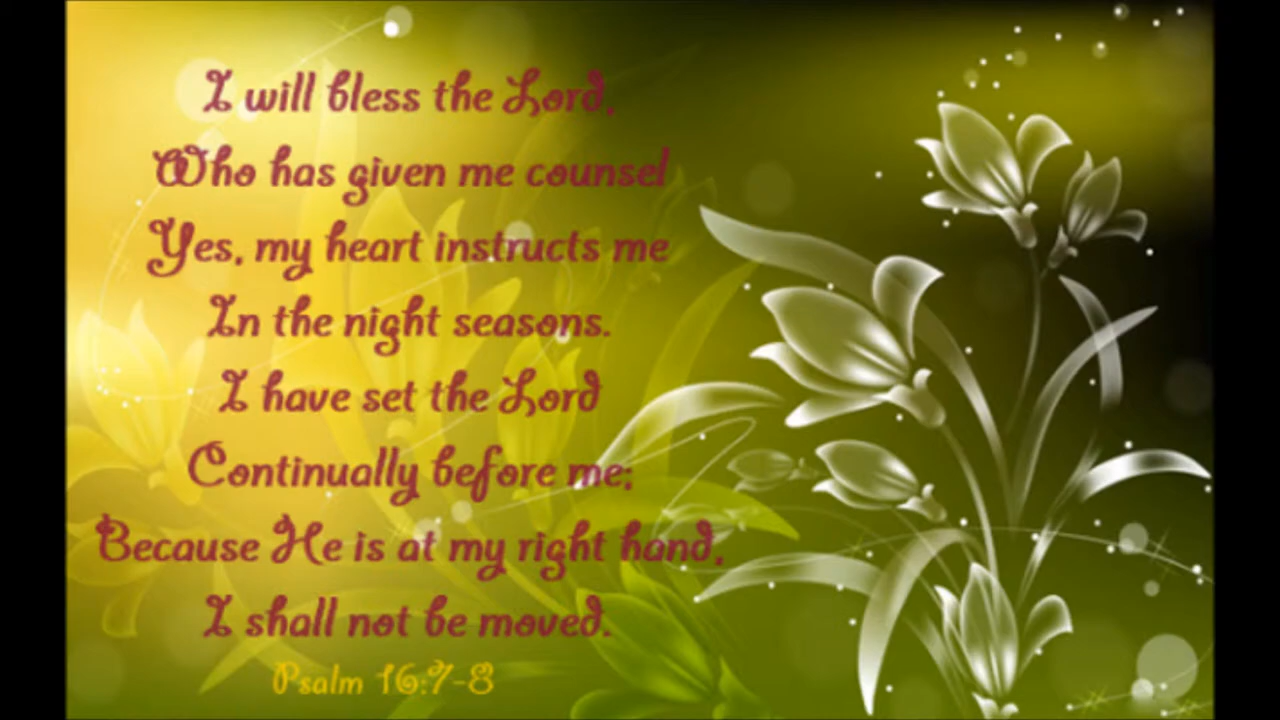 I will bless the Lord,
Who has given me counsel
Yes, my heart instructs me
In the night seasons.
I have set the Lord
Continually before me;
Because He is at my right hand,
I shall not be moved.
Psalm 16:7-8